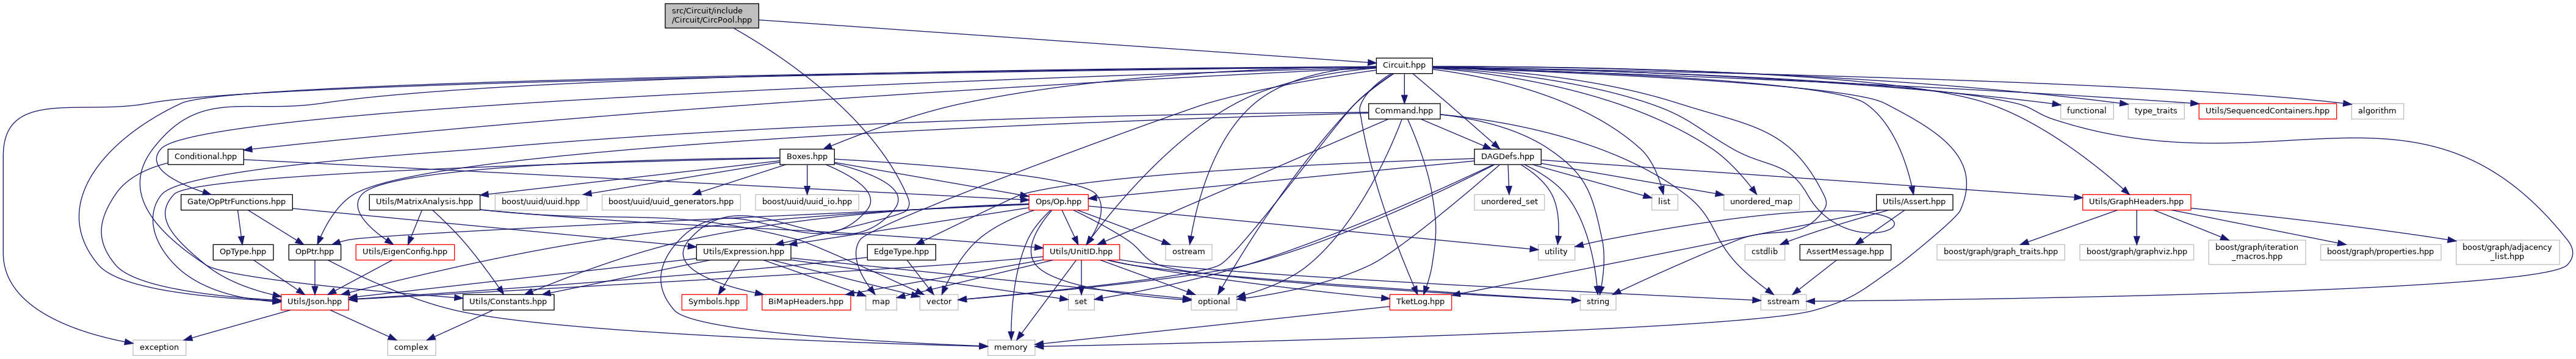 src/Circuit/include
/Circuit/CircPool.hpp
Circuit.hpp
Command.hpp
functional
type_traits
Utils/SequencedContainers.hpp
algorithm
Conditional.hpp
Boxes.hpp
DAGDefs.hpp
Gate/OpPtrFunctions.hpp
Utils/MatrixAnalysis.hpp
boost/uuid/uuid.hpp
boost/uuid/uuid_generators.hpp
boost/uuid/uuid_io.hpp
Ops/Op.hpp
unordered_set
list
unordered_map
Utils/Assert.hpp
Utils/GraphHeaders.hpp
OpType.hpp
OpPtr.hpp
Utils/EigenConfig.hpp
Utils/Expression.hpp
EdgeType.hpp
Utils/UnitID.hpp
ostream
utility
cstdlib
AssertMessage.hpp
boost/graph/graph_traits.hpp
boost/graph/graphviz.hpp
boost/graph/iteration
_macros.hpp
boost/graph/properties.hpp
boost/graph/adjacency
_list.hpp
Utils/Json.hpp
Utils/Constants.hpp
Symbols.hpp
BiMapHeaders.hpp
map
vector
set
optional
TketLog.hpp
string
sstream
exception
complex
memory